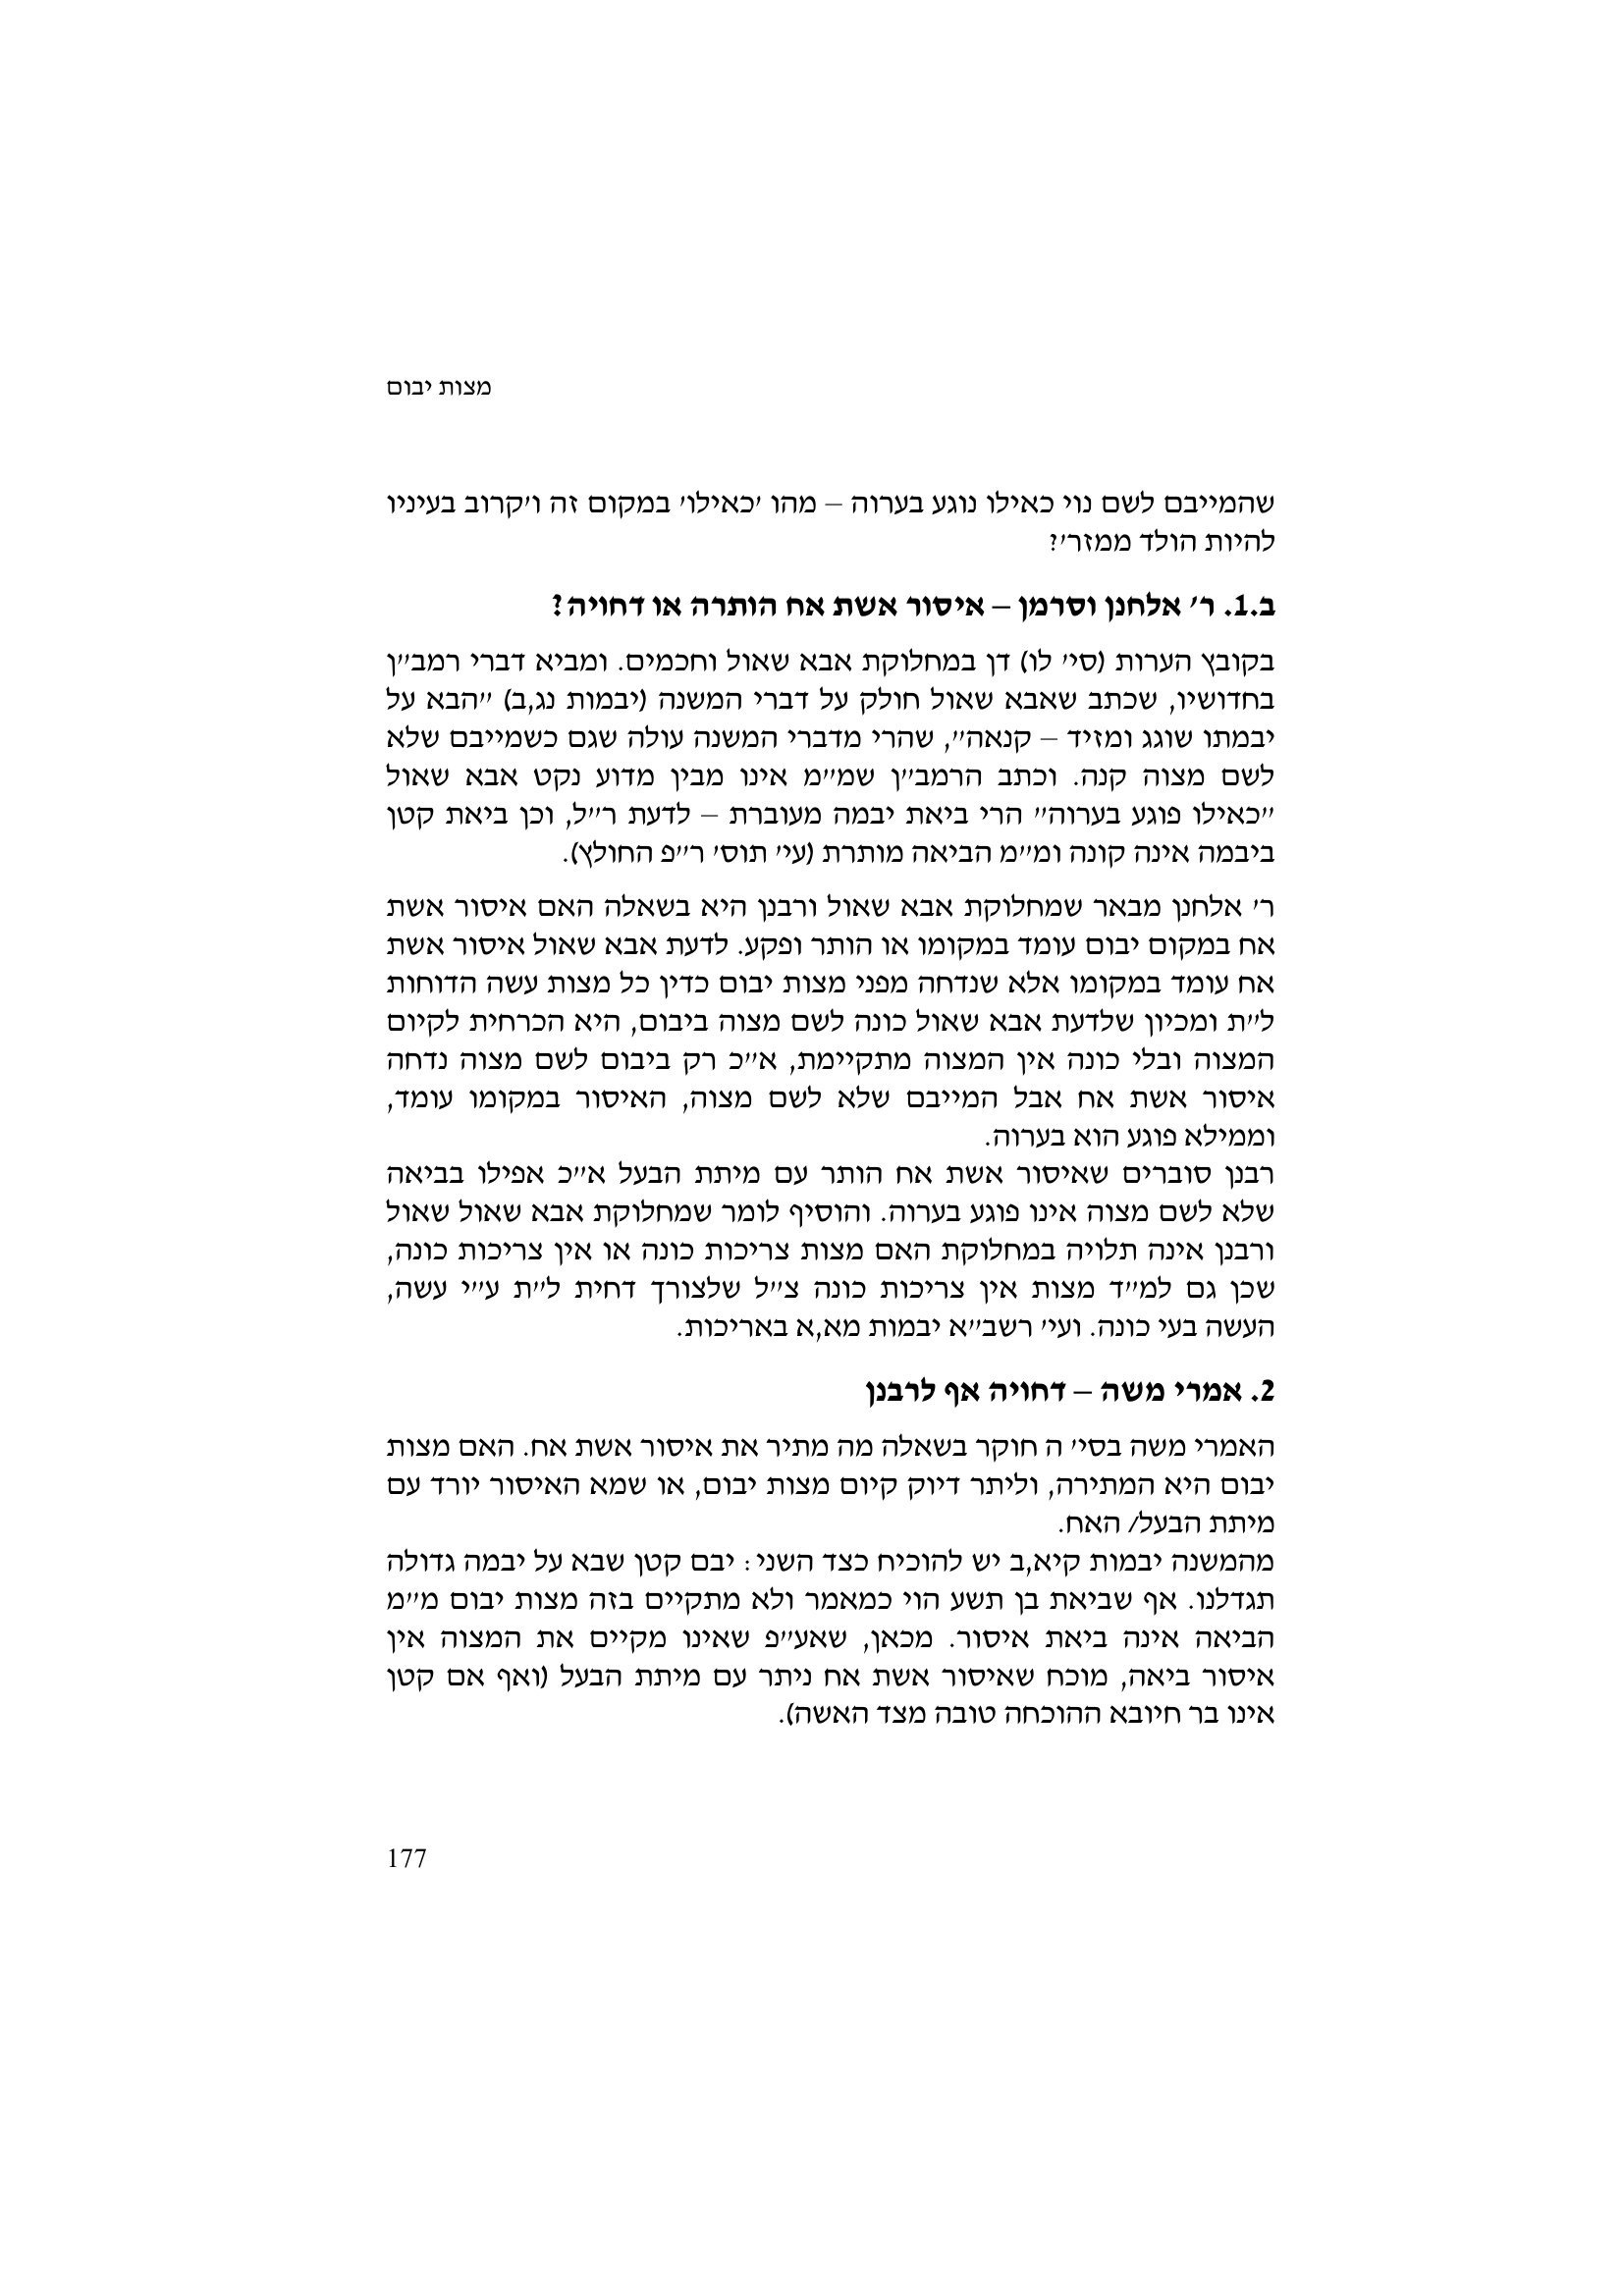 מצות יבום
שהמייבם לשם נוי כאילו נוגע בערוה – מהו 'כאילו' במקום זה ו'קרוב בעיניו
להיות הולד ממזר'?
ב.1. ר' אלחנן וסרמן – איסור אשת אח הותרה או דחויה?
בקובץ הערות (סי' לו) דן במחלוקת אבא שאול וחכמים. ומביא דברי רמב"ן
בחדושיו, שכתב שאבא שאול חולק על דברי המשנה (יבמות נג,ב) "הבא על
יבמתו שוגג ומזיד – קנאה", שהרי מדברי המשנה עולה שגם כשמייבם שלא
לשם מצוה קנה. וכתב הרמב"ן שמ"מ אינו מבין מדוע נקט אבא שאול
"כאילו פוגע בערוה" הרי ביאת יבמה מעוברת – לדעת ר"ל, וכן ביאת קטן
ביבמה אינה קונה ומ"מ הביאה מותרת (עי' תוס' ר"פ החולץ).
ר' אלחנן מבאר שמחלוקת אבא שאול ורבנן היא בשאלה האם איסור אשת
אח במקום יבום עומד במקומו או הותר ופקע. לדעת אבא שאול איסור אשת
אח עומד במקומו אלא שנדחה מפני מצות יבום כדין כל מצות עשה הדוחות
ל"ת ומכיון שלדעת אבא שאול כונה לשם מצוה ביבום, היא הכרחית לקיום
המצוה ובלי כונה אין המצוה מתקיימת, א"כ רק ביבום לשם מצוה נדחה
איסור אשת אח אבל המייבם שלא לשם מצוה, האיסור במקומו עומד,
וממילא פוגע הוא בערוה.
רבנן סוברים שאיסור אשת אח הותר עם מיתת הבעל א"כ אפילו בביאה
שלא לשם מצוה אינו פוגע בערוה. והוסיף לומר שמחלוקת אבא שאול שאול
ורבנן אינה תלויה במחלוקת האם מצות צריכות כונה או אין צריכות כונה,
שכן גם למ"ד מצות אין צריכות כונה צ"ל שלצורך דחית ל"ת ע"י עשה,
העשה בעי כונה. ועי' רשב"א יבמות מא,א באריכות.
2. אמרי משה – דחויה אף לרבנן
האמרי משה בסי' ה חוקר בשאלה מה מתיר את איסור אשת אח. האם מצות
יבום היא המתירה, וליתר דיוק קיום מצות יבום, או שמא האיסור יורד עם
מיתת הבעל/ האח.
מהמשנה יבמות קיא,ב יש להוכיח כצד השני: יבם קטן שבא על יבמה גדולה
תגדלנו. אף שביאת בן תשע הוי כמאמר ולא מתקיים בזה מצות יבום מ"מ
הביאה אינה ביאת איסור. מכאן, שאע"פ שאינו מקיים את המצוה אין
איסור ביאה, מוכח שאיסור אשת אח ניתר עם מיתת הבעל (ואף אם קטן
אינו בר חיובא ההוכחה טובה מצד האשה).
177